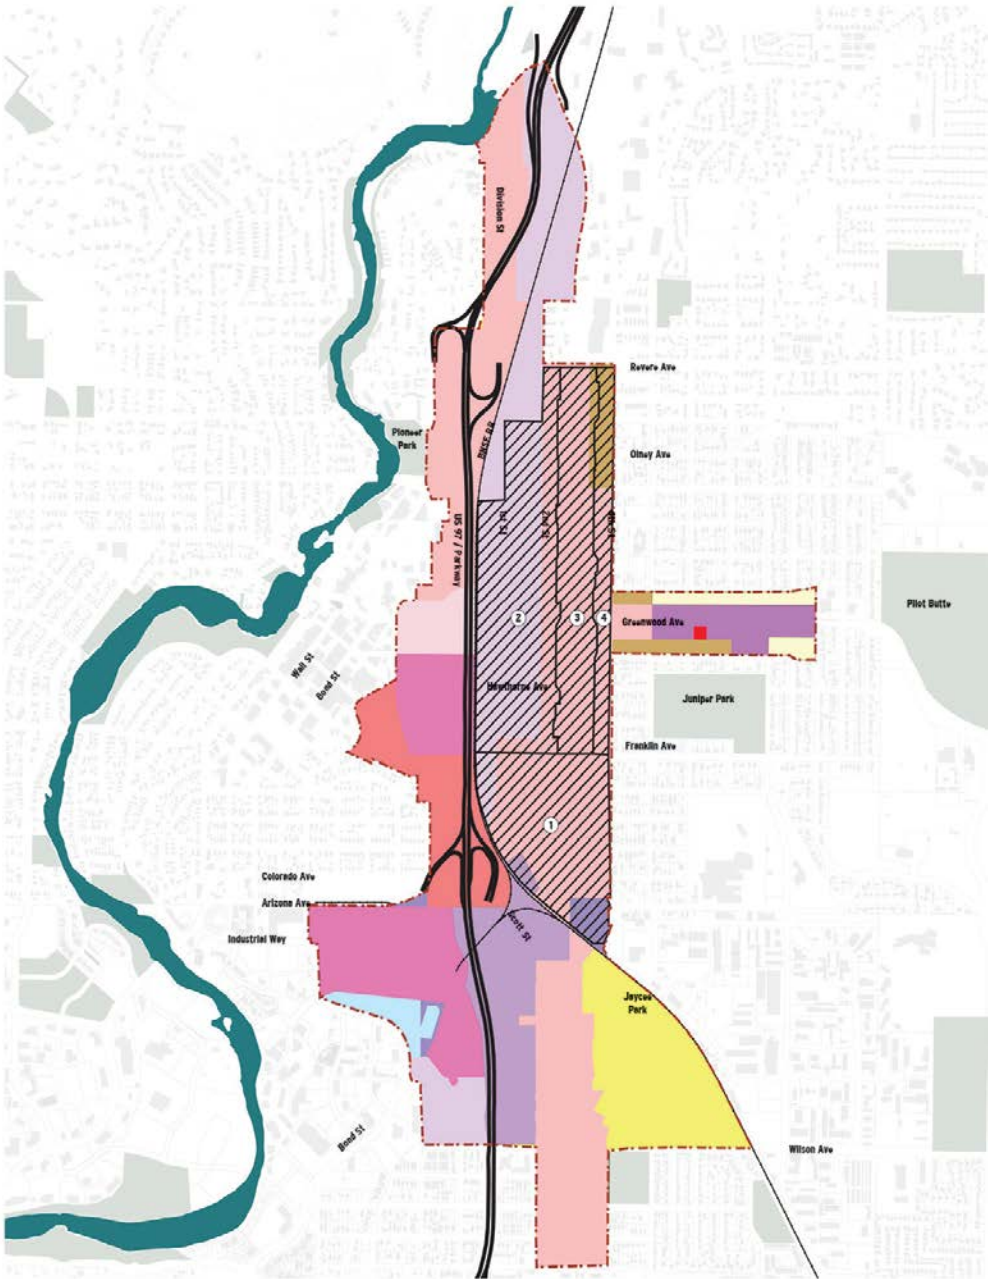 Division St
Revere Ave
Pioneer
Park
BNSF RR
Olney Ave
US 97 / Parkway
1st St
2nd St
4th St
Pilot Butte
2
3
4
Greenwood Ave
Wall St
Bond St
Hawthorne Ave
Juniper Park
Franklin Ave
1
Colorado Ave
Arizona Ave
Industrial Way
Scott St
Jaycee
Park
Bond St
Wilson Ave